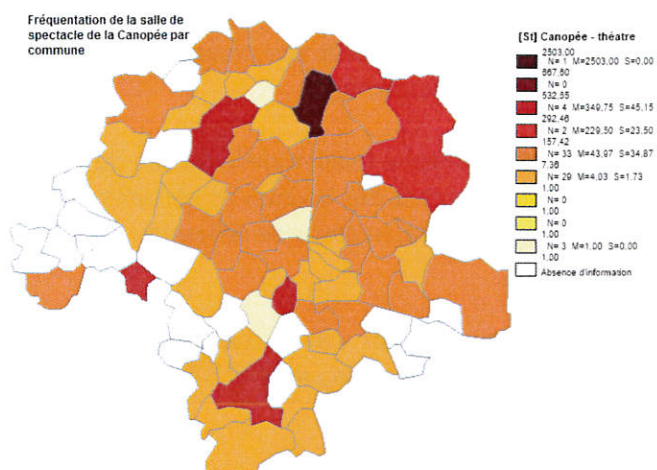 Fréquentation de la salle de
spectacle de la Canopée par
commune
[St] Canopée - théatre
2503.00
N= 1 M=2503.00 S=0.00
867.60
N= 0
532.55
N= 4 M=349.75 S=45.15
292.46
N= 2 M=229.50 S=23.50
157.42
N= 33 M=43.97 S=34.87
7.36
N= 29 M=4.03 S=1.73
1.00
N= 0
1.00
N= 0
1.00
N= 3 M=1.00 S=0.00
1.00
Absence d'information